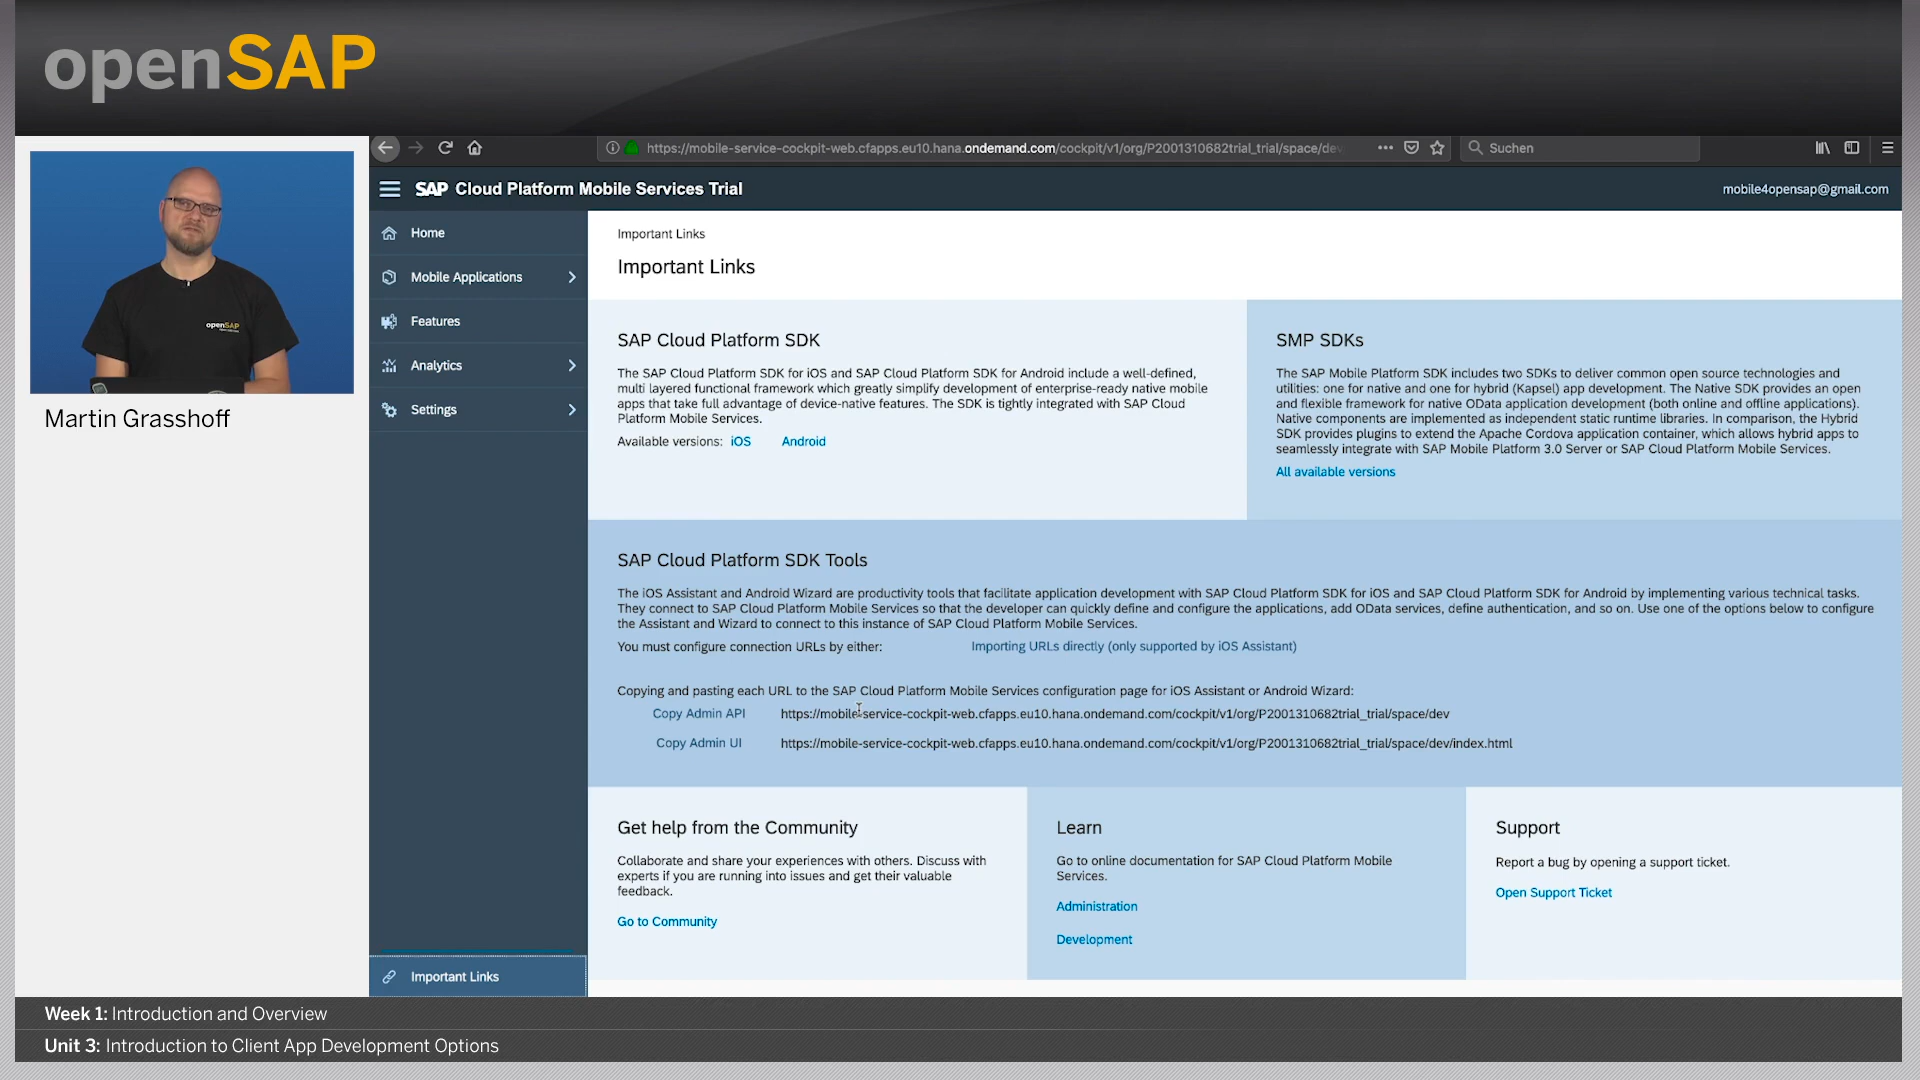 openSAP
https://mobile-service-cockpit-web.cfapps.eu10.hana.ondemand.com/cockpit/v1/org/P2001310682trial_trial/space/de
Suchen
SAP Cloud Platform Mobile Services Trial
mobile4opensap@gmail.com
openSAP
Martin Grasshoff
Home
Mobile Applications
Features
Analytics
Settings
Important Links
Important Links
Important Links
SAP Cloud Platform SDK
The SAP Cloud Platform SDK for iOS and SAP Cloud Platform SDK for Android include a well-defined,
multi layered functional framework which greatly simplify development of enterprise-ready native mobile
apps that take full advantage of device-native features. The SDK is tightly integrated with SAP Cloud
Platform Mobile Services.
Available versions: iOS Android
SMP SDKs
The SAP Mobile Platform SDK includes two SDKs to deliver common open source technologies and
utilities: one for native and one for hybrid (Kapsel) app development. The Native SDK provides an open
and flexible framework for native OData application development (both online and offline applications).
Native components are implemented as independent static runtime libraries. In comparison, the Hybrid
SDK provides plugins to extend the Apache Cordova application container, which allows hybrid apps to
seamlessly integrate with SAP Mobile Platform 3.0 Server or SAP Cloud Platform Mobile Services.
All available versions
SAP Cloud Platform SDK Tools
The iOS Assistant and Android Wizard are productivity tools that facilitate application development with SAP Cloud Platform SDK for iOS and SAP Cloud Platform SDK for Android by implementing various technical tasks.
They connect to SAP Cloud Platform Mobile Services so that the developer can quickly define and configure the applications, add OData services, define authentication, and so on. Use one of the options below to configure
the Assistant and Wizard to connect to this instance of SAP Cloud Platform Mobile Services.
You must configure connection URLs by either: Importing URLs directly (only supported by iOS Assistant)
Copying and pasting each URL to the SAP Cloud Platform Mobile Services configuration page for iOS Assistant or Android Wizard:
Copy Admin API https://mobile-service-cockpit-web.cfapps.eu10.hana.ondemand.com/cockpit/v1/org/P2001310682trial_trial/space/dev
Copy Admin UI https://mobile-service-cockpit-web.cfapps.eu10.hana.ondemand.com/cockpit/v1/org/P2001310682trial_trial/space/dev/index.html
Get help from the Community
Collaborate and share your experiences with others. Discuss with
experts if you are running into issues and get their valuable
feedback.
Go to Community
Learn
Go to online documentation for SAP Cloud Platform Mobile
Services.
Administration
Development
Support
Report a bug by opening a support ticket.
Open Support Ticket
Week 1: Introduction and Overview
Unit 3: Introduction to Client App Development Options